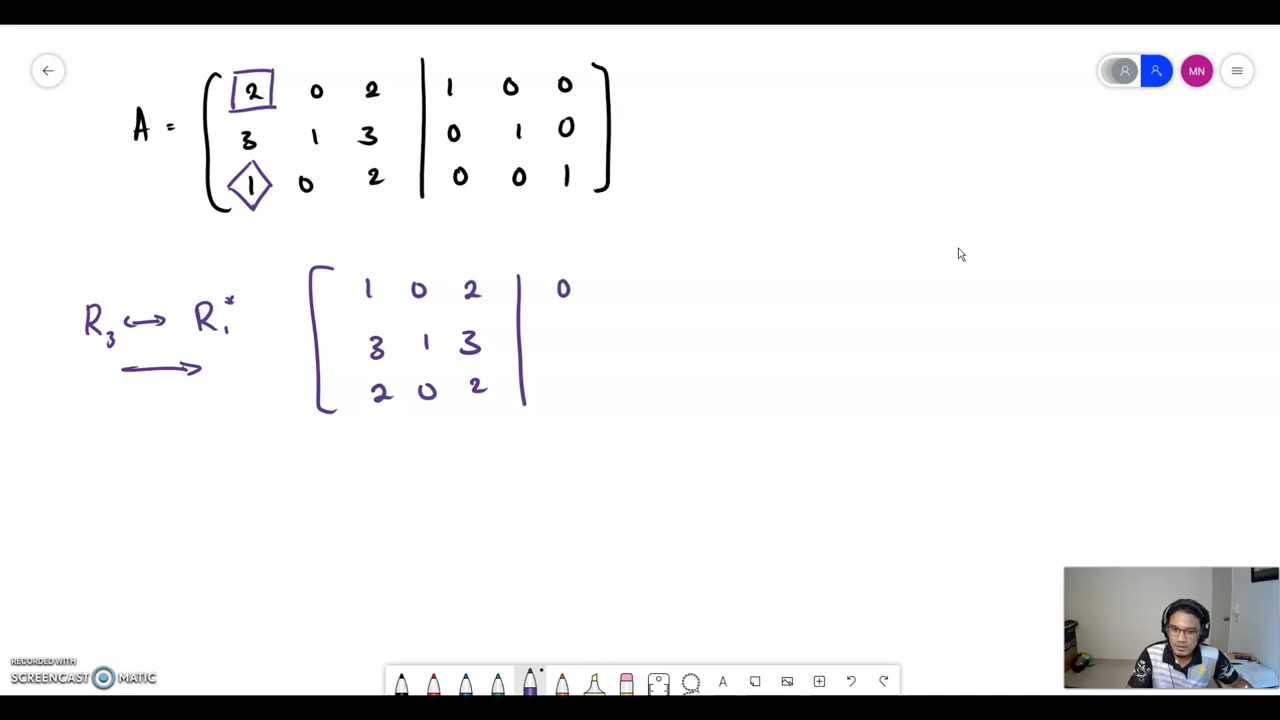 A = [ 2 0 2 | 1 0 0
3 1 3 | 0 1 0
1 0 2 | 0 0 1 ]
R₃ ↔ R₁* [ 1 0 2 | 0
→ 3 1 3 |
2 0 2 |
MN
A
RECORDED WITH
SCREENCAST MATIC